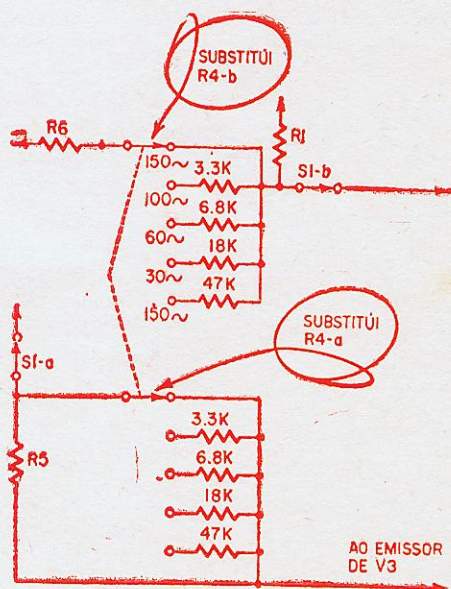 SUBSTITÚI
R4-b
R6
R1
S1-b
150~
3.3K
100~
6.8K
60~
18K
30~
47K
150~
SUBSTITÚI
R4-a
S1-a
R5
3.3K
6.8K
18K
47K
AO EMISSOR
DE V3